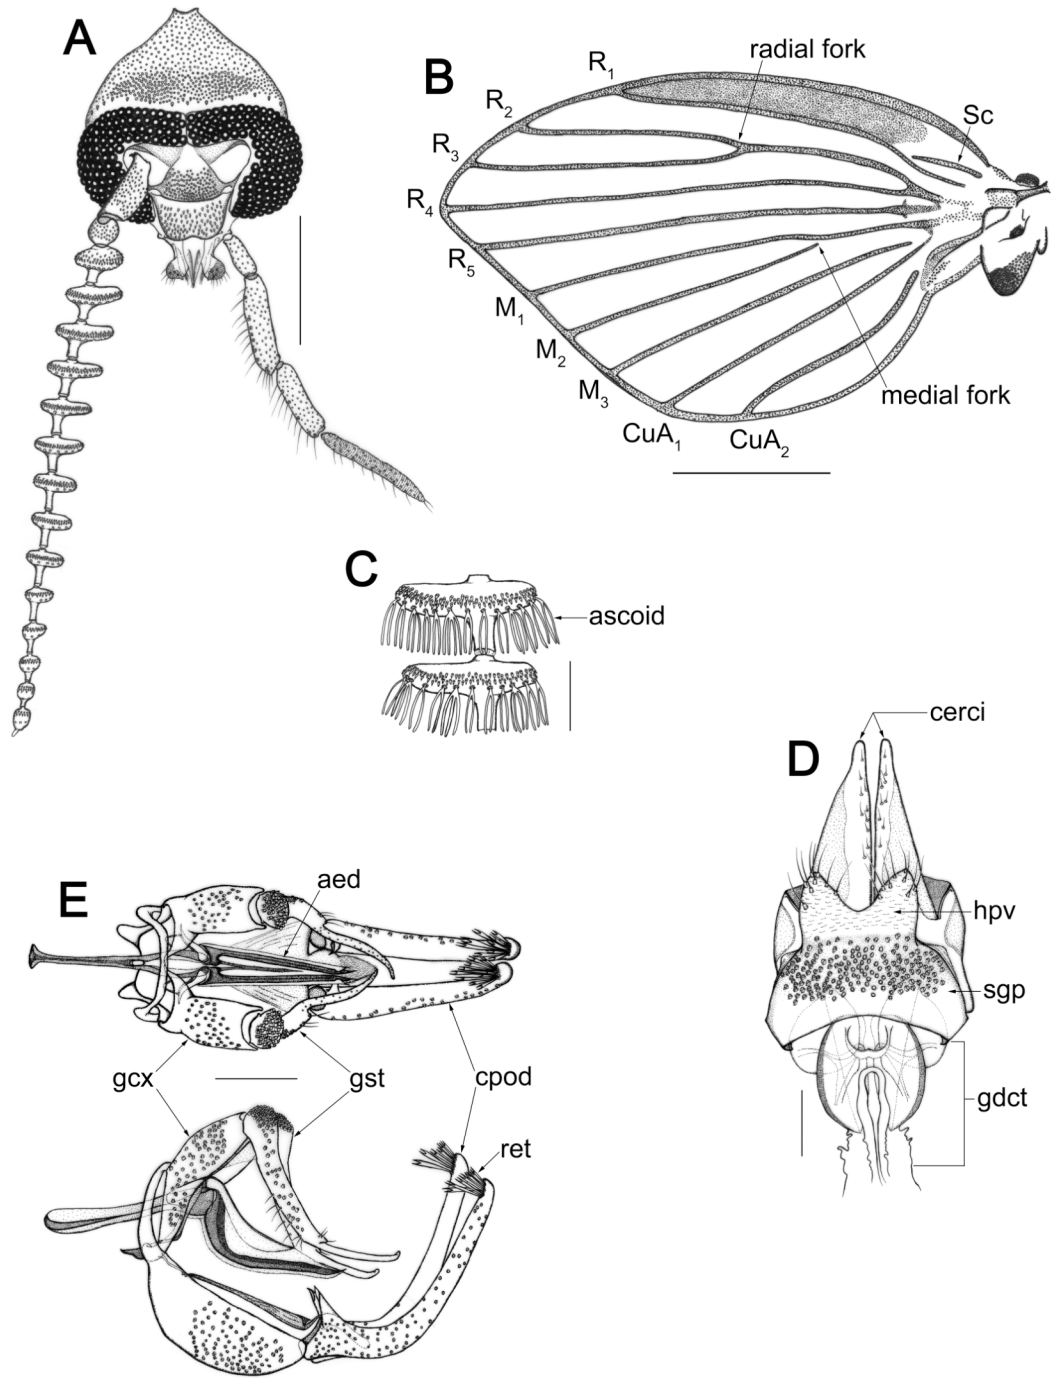 A
B
radial fork
R1
R2
Sc
R3
R4
R5
M1
M2
M3
medial fork
CuA1
CuA2
C
ascoid
D
cerci
hpv
sgp
gdct
E
aed
gcx
gst
cpod
ret